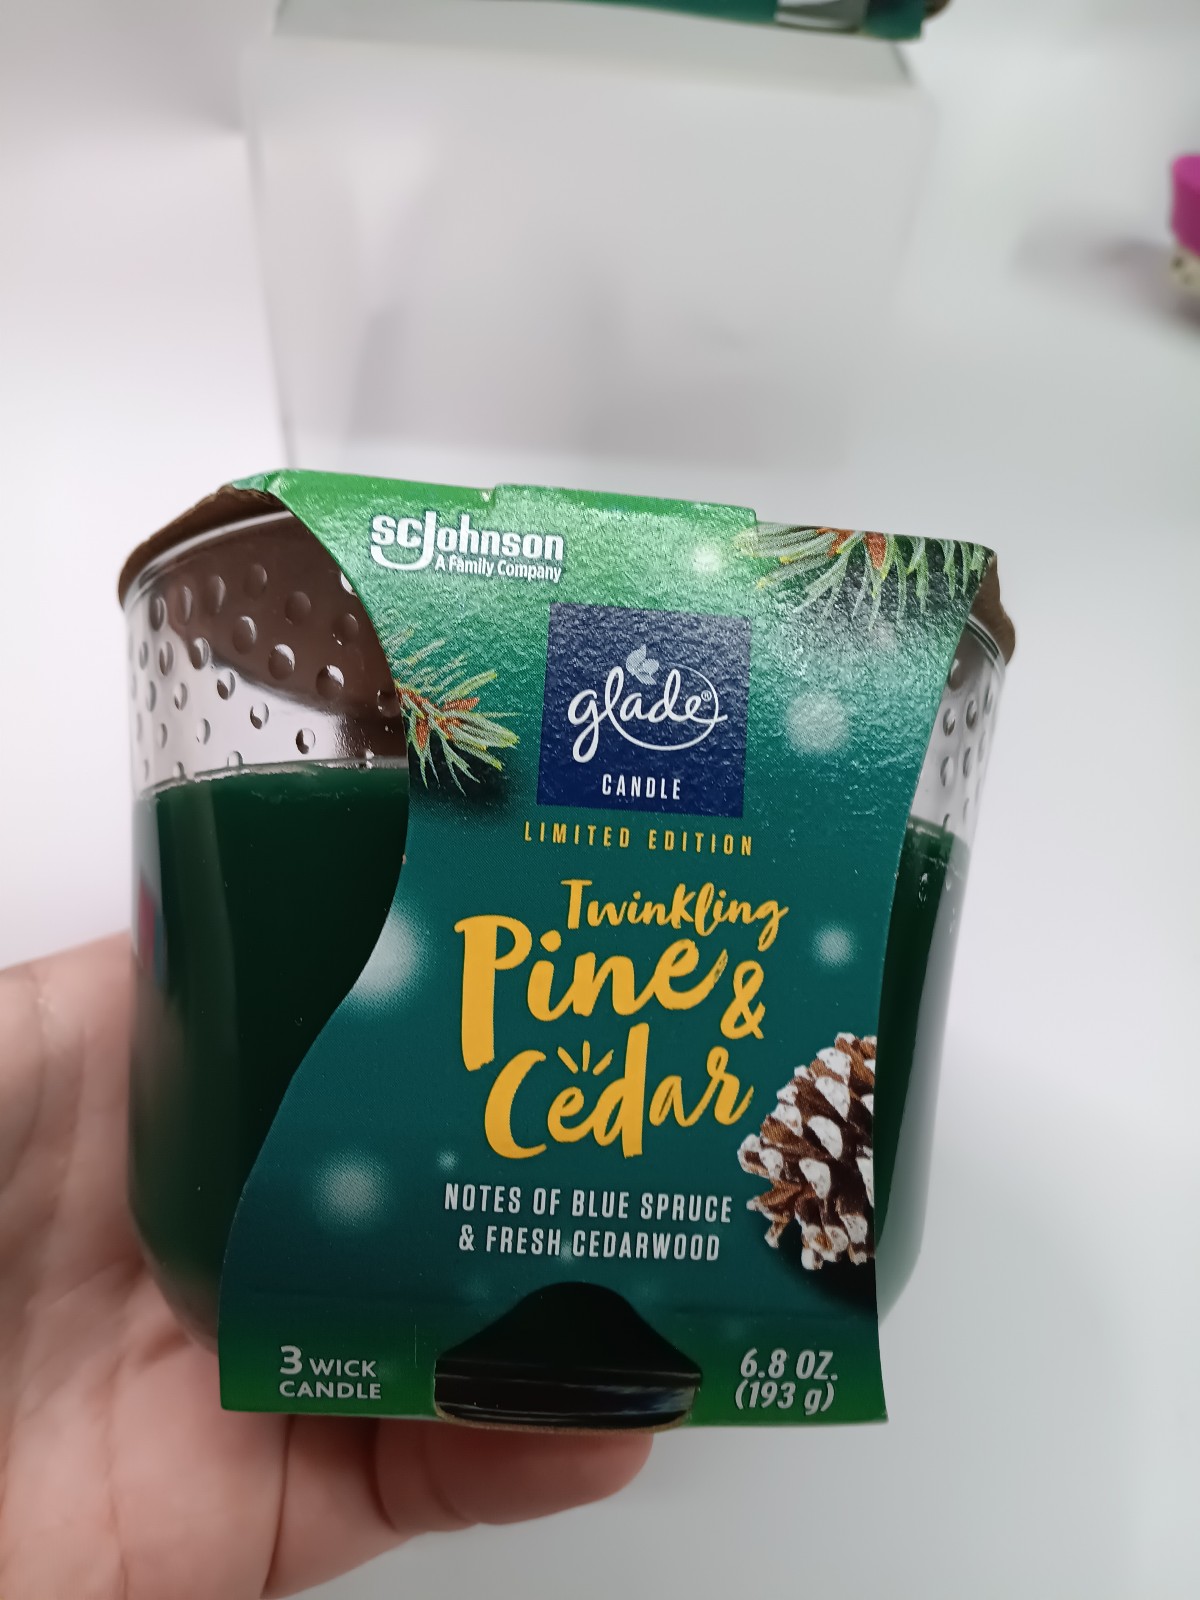 scJohnson
A Family Company
glade®
CANDLE
LIMITED EDITION
Twinkling
Pine &
Cedar
NOTES OF BLUE SPRUCE
& FRESH CEDARWOOD
3 WICK
CANDLE
6.8 OZ.
(193 g)